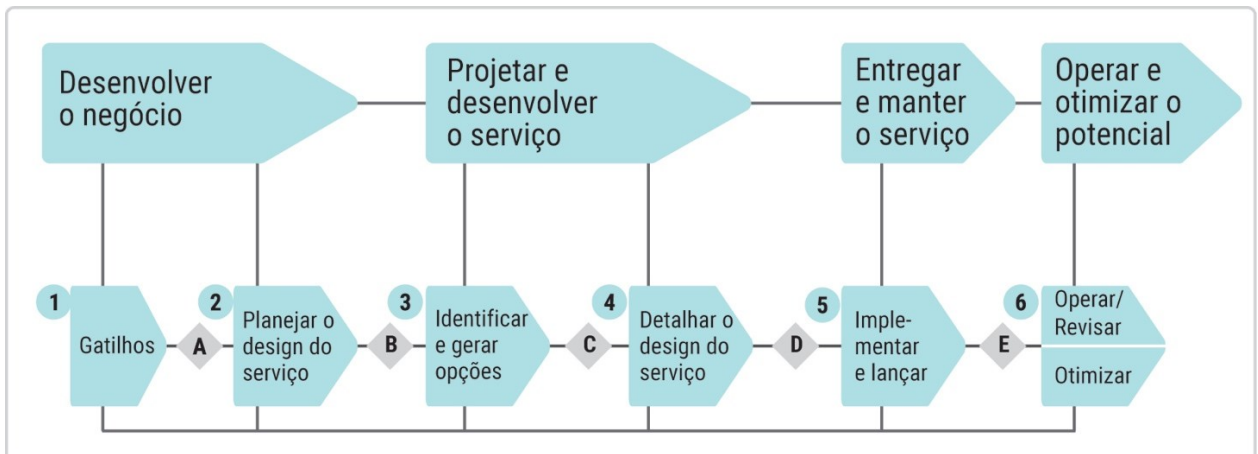 Desenvolver
o negócio
Projetar e
desenvolver
o serviço
Entregar
e manter
o serviço
Operar e
otimizar o
potencial
1
Gatilhos
A
2
Planejar o
design do
serviço
B
3
Identificar
e gerar
opções
C
4
Detalhar o
design do
serviço
D
5
Imple-
mentar
e lançar
E
6
Operar/
Revisar
Otimizar